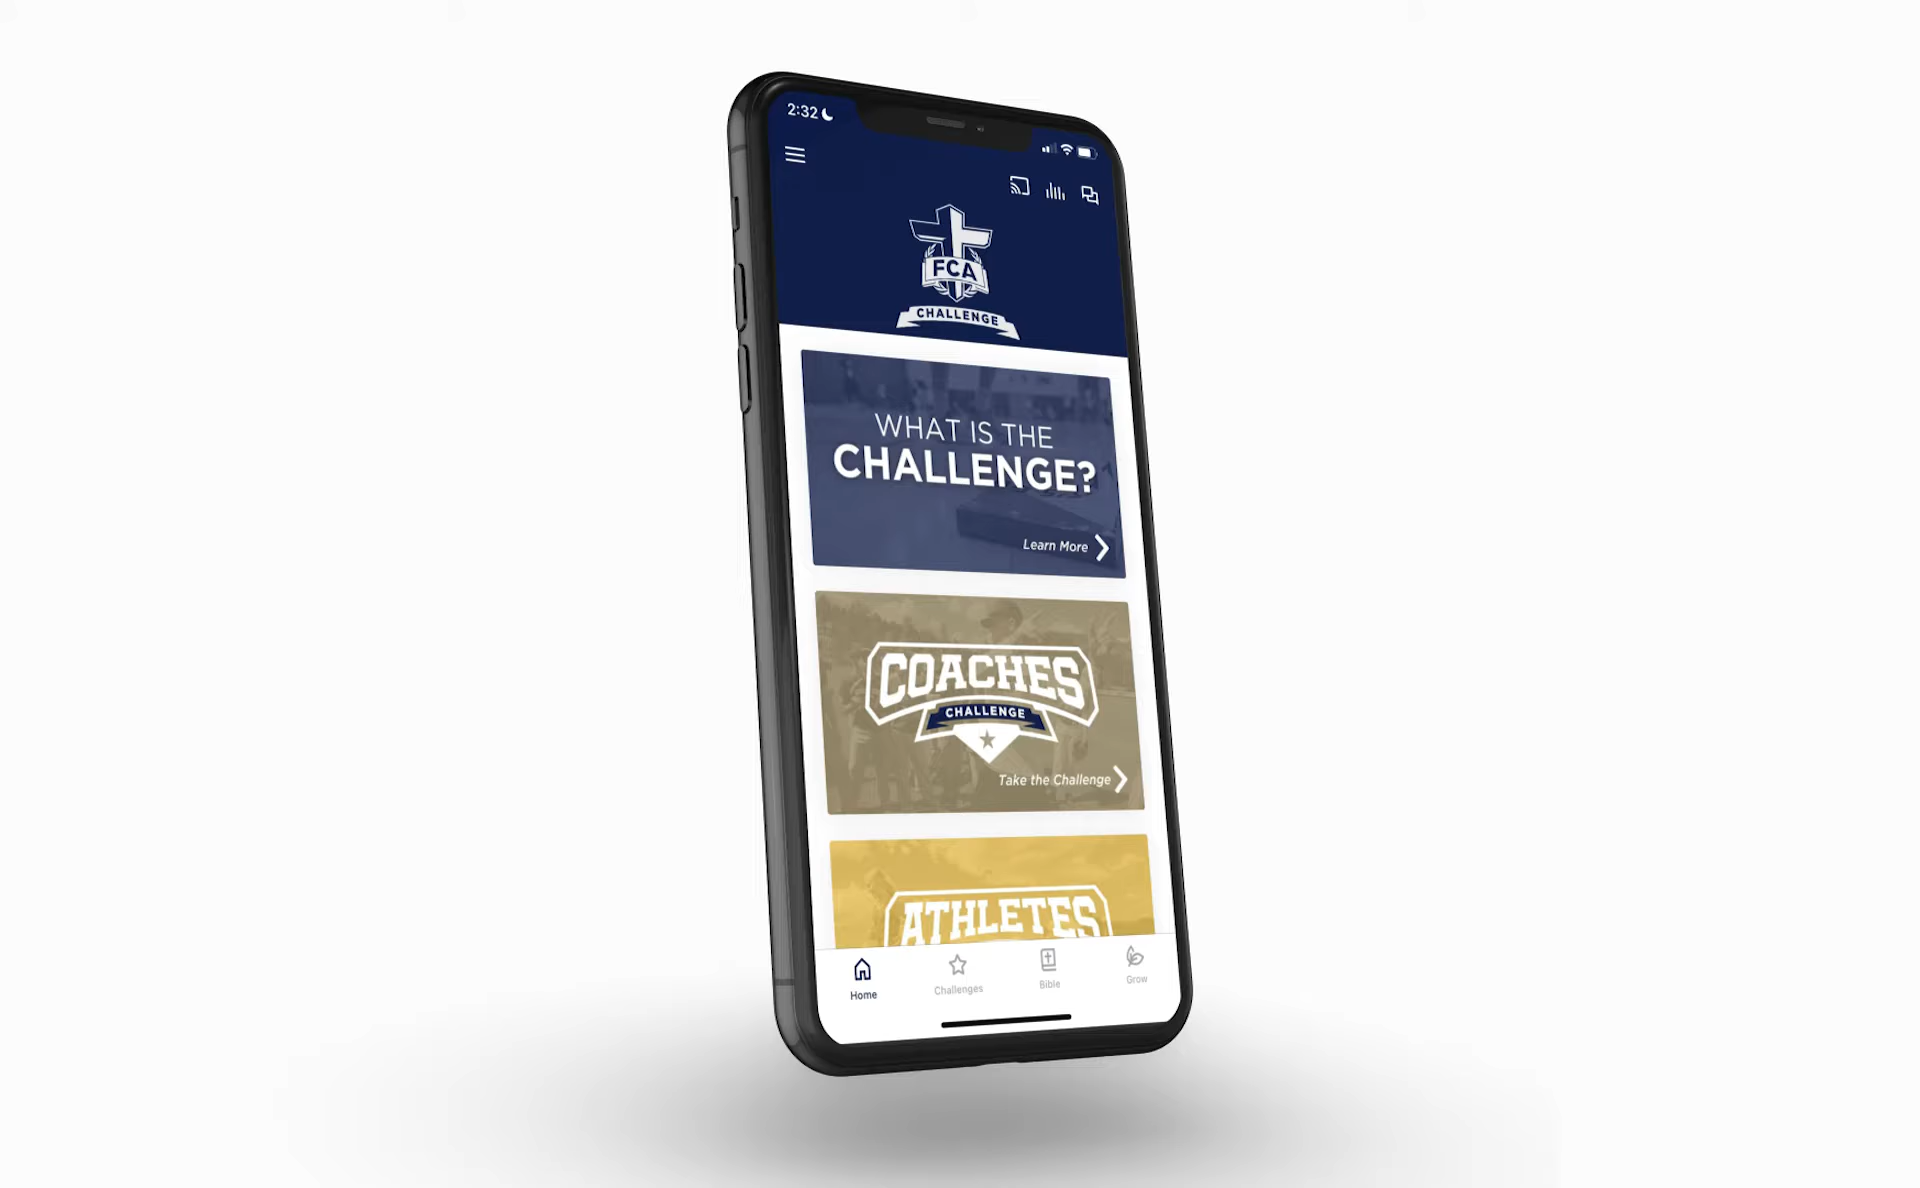 2:32
FCA
CHALLENGE
WHAT IS THE
CHALLENGE?
Learn More
COACHES
CHALLENGE
Take the Challenge
ATHLETES
Home
Challenges
Bible
Grow